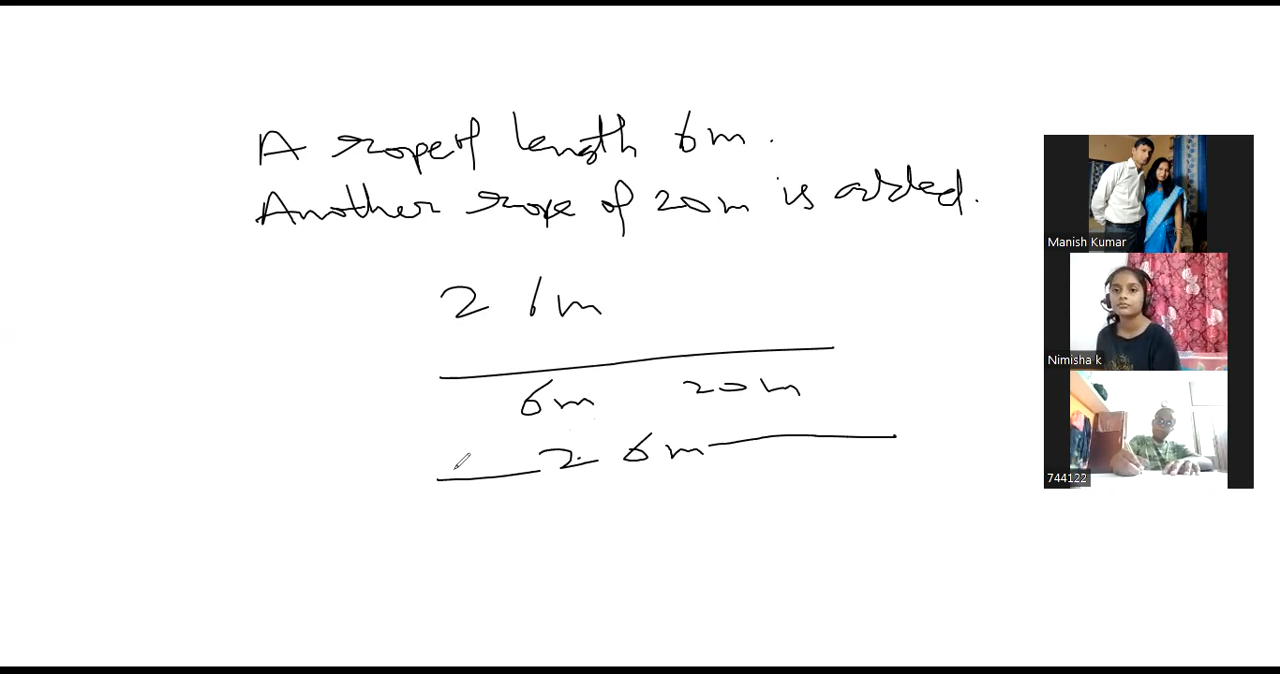 A rope of length 6m.
Another rope of 20m is added.
26m
6m 20m
26m
Manish Kumar
Nimisha k
744122